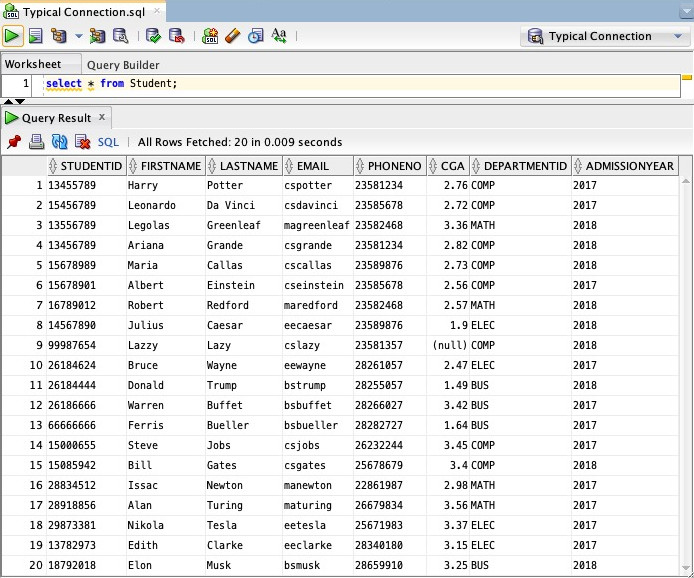 Typical Connection.sql ×
SQL Aa Typical Connection
Worksheet Query Builder
1 select * from Student;
Query Result ×
SQL | All Rows Fetched: 20 in 0.009 seconds
STUDENTID FIRSTNAME LASTNAME EMAIL PHONENO CGA DEPARTMENTID ADMISSIONYEAR
1 13455789 Harry Potter cspotter 23581234 2.76 COMP 2017
2 15456789 Leonardo Da Vinci csdavinci 23585678 2.72 COMP 2017
3 13556789 Legolas Greenleaf magreenleaf 23582468 3.36 MATH 2018
4 13456789 Ariana Grande csgrande 23581234 2.82 COMP 2018
5 15678989 Maria Callas cscallas 23589876 2.73 COMP 2018
6 15678901 Albert Einstein cseinstein 23585678 2.56 COMP 2017
7 16789012 Robert Redford maredford 23582468 2.57 MATH 2018
8 14567890 Julius Caesar eecaesar 23589876 1.9 ELEC 2018
9 99987654 Lazzy Lazy cslazy 23581357 (null) COMP 2018
10 26184624 Bruce Wayne eewayne 28261057 2.47 ELEC 2017
11 26184444 Donald Trump bstrump 28255057 1.49 BUS 2018
12 26186666 Warren Buffet bsbuffet 28266027 3.42 BUS 2017
13 66666666 Ferris Bueller bsbueller 28282727 1.64 BUS 2017
14 15000655 Steve Jobs csjobs 26232244 3.45 COMP 2017
15 15085942 Bill Gates csgates 25678679 3.4 COMP 2018
16 28834512 Issac Newton manewton 22861987 2.98 MATH 2017
17 28918856 Alan Turing maturing 26679834 3.56 MATH 2017
18 29873381 Nikola Tesla eetesla 25671983 3.37 ELEC 2017
19 13782973 Edith Clarke eeclarke 28340180 3.15 ELEC 2017
20 18792018 Elon Musk bsmusk 28659910 3.25 BUS 2018